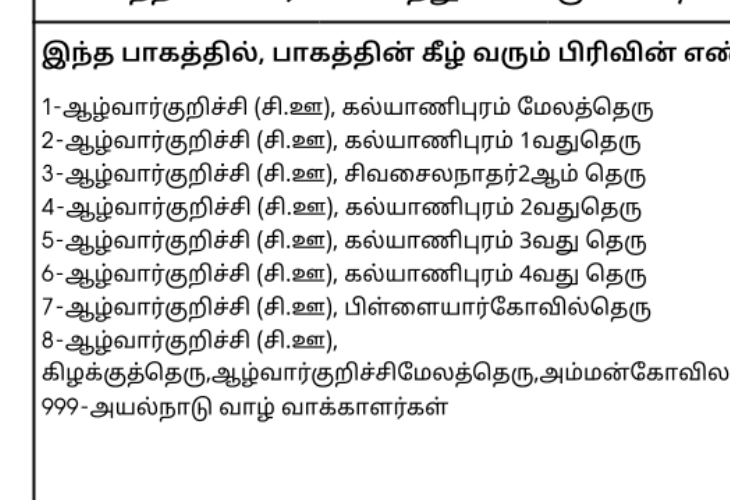 இந்த பாகத்தில், பாகத்தின் கீழ் வரும் பிரிவின் எண்
1-ஆழ்வார்குறிச்சி (சி.ஊ), கல்யாணிபுரம் மேலத்தெரு
2-ஆழ்வார்குறிச்சி (சி.ஊ), கல்யாணிபுரம் 1வதுதெரு
3-ஆழ்வார்குறிச்சி (சி.ஊ), சிவசைலநாதர்2ஆம் தெரு
4-ஆழ்வார்குறிச்சி (சி.ஊ), கல்யாணிபுரம் 2வதுதெரு
5-ஆழ்வார்குறிச்சி (சி.ஊ), கல்யாணிபுரம் 3வது தெரு
6-ஆழ்வார்குறிச்சி (சி.ஊ), கல்யாணிபுரம் 4வது தெரு
7-ஆழ்வார்குறிச்சி (சி.ஊ), பிள்ளையார்கோவில்தெரு
8-ஆழ்வார்குறிச்சி (சி.ஊ),
கிழக்குத்தெரு,ஆழ்வார்குறிச்சிமேலத்தெரு,அம்மன்கோவில
999-அயல்நாடு வாழ் வாக்காளர்கள்